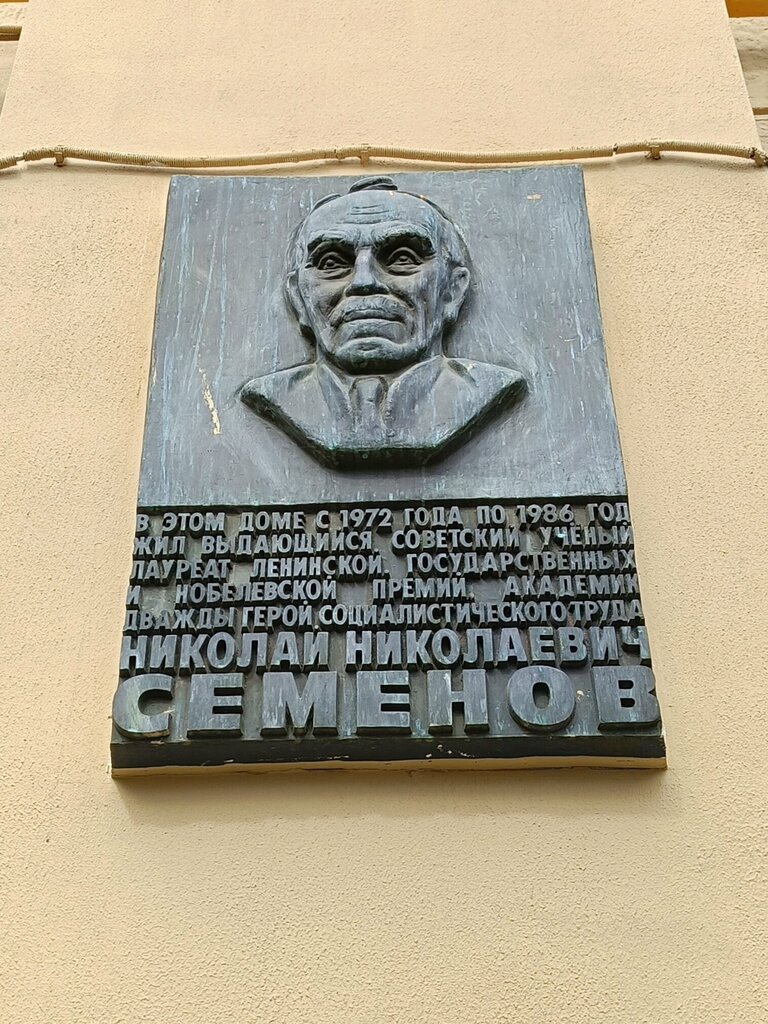 В ЭТОМ ДОМЕ С 1972 ГОДА ПО 1986 ГОД
ЖИЛ ВЫДАЮЩИЙСЯ СОВЕТСКИЙ УЧЕНЫЙ
ЛАУРЕАТ ЛЕНИНСКОЙ, ГОСУДАРСТВЕННЫХ
И НОБЕЛЕВСКОЙ ПРЕМИЙ, АКАДЕМИК
ДВАЖДЫ ГЕРОЙ СОЦИАЛИСТИЧЕСКОГО ТРУДА
НИКОЛАЙ НИКОЛАЕВИЧ
СЕМЕНОВ